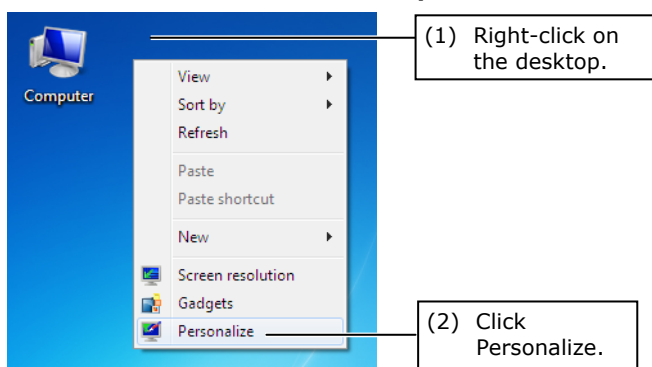 (1) Right-click on
the desktop.
Computer
View
Sort by
Refresh
Paste
Paste shortcut
New
Screen resolution
Gadgets
Personalize
(2) Click
Personalize.